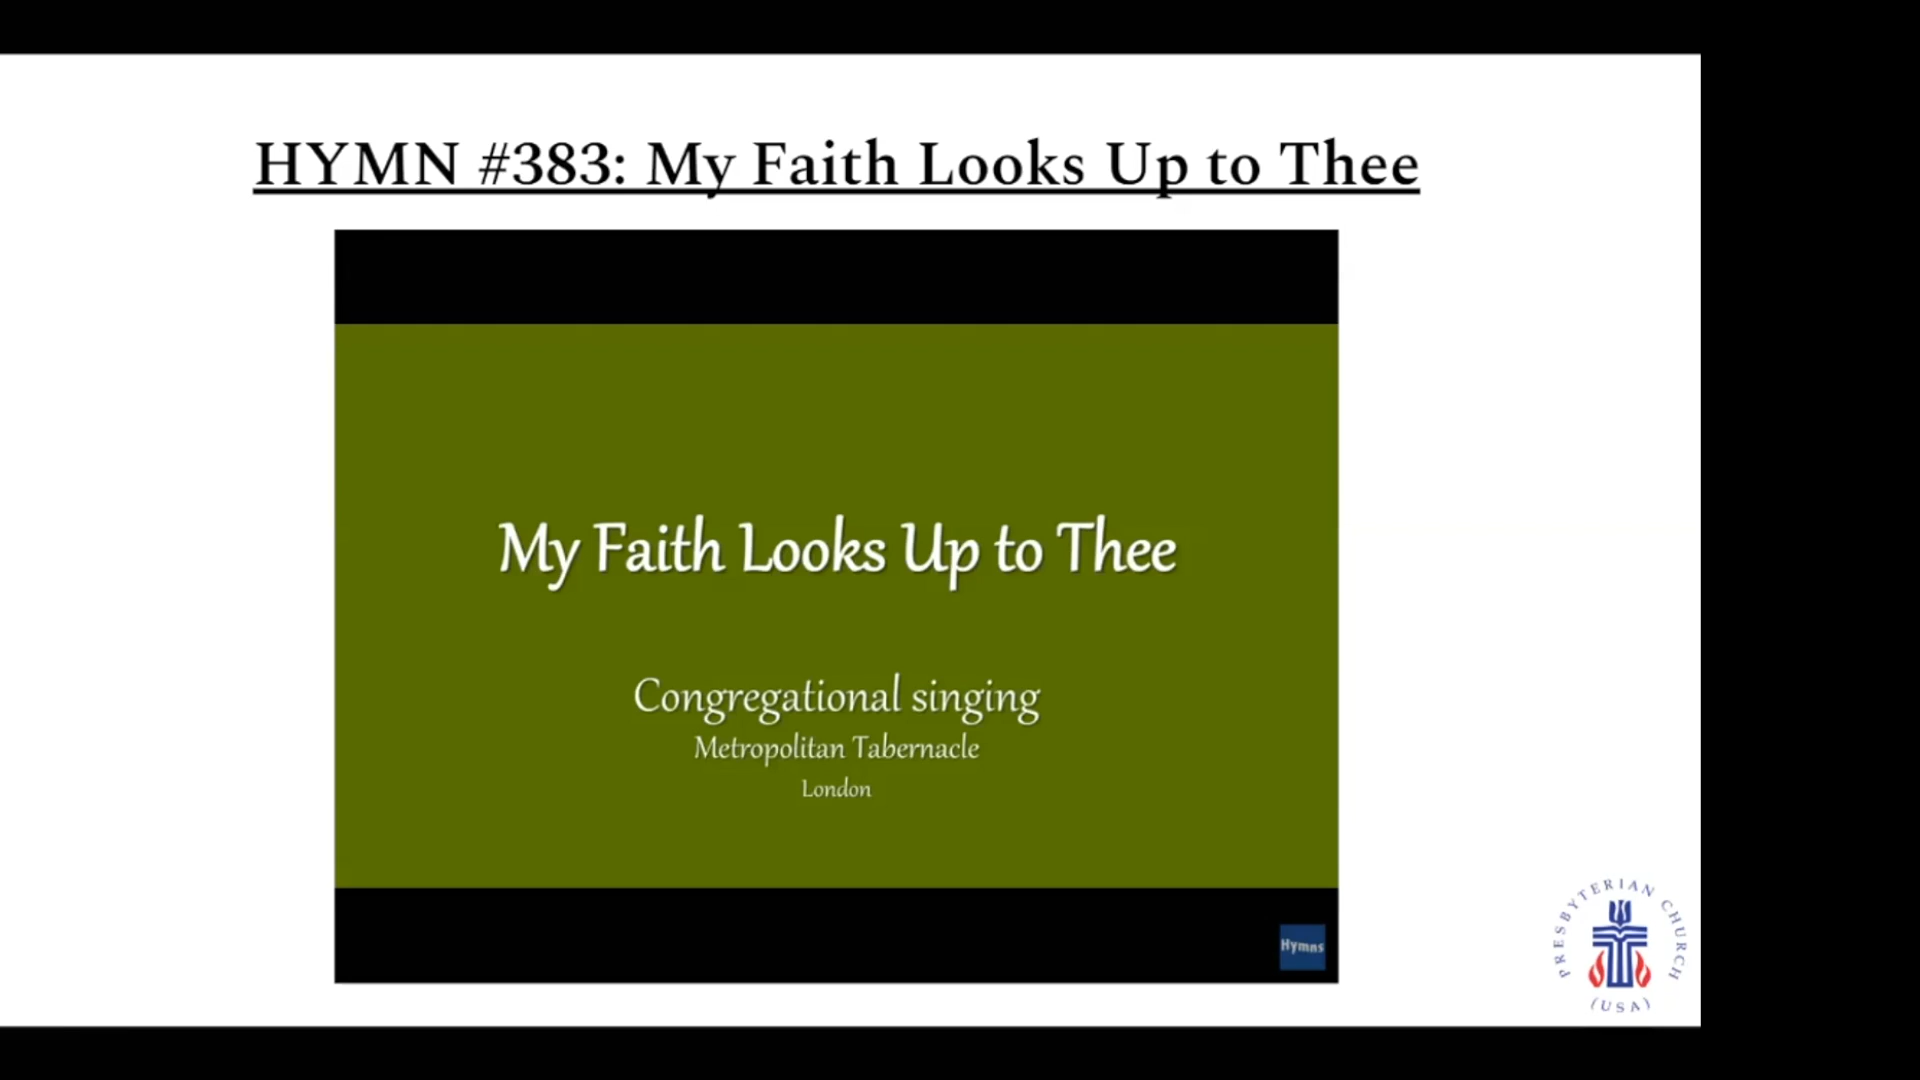 HYMN #383: My Faith Looks Up to Thee
My Faith Looks Up to Thee
Congregational singing
Metropolitan Tabernacle
London
Hymns
PRESBYTERIAN CHURCH
(USA)